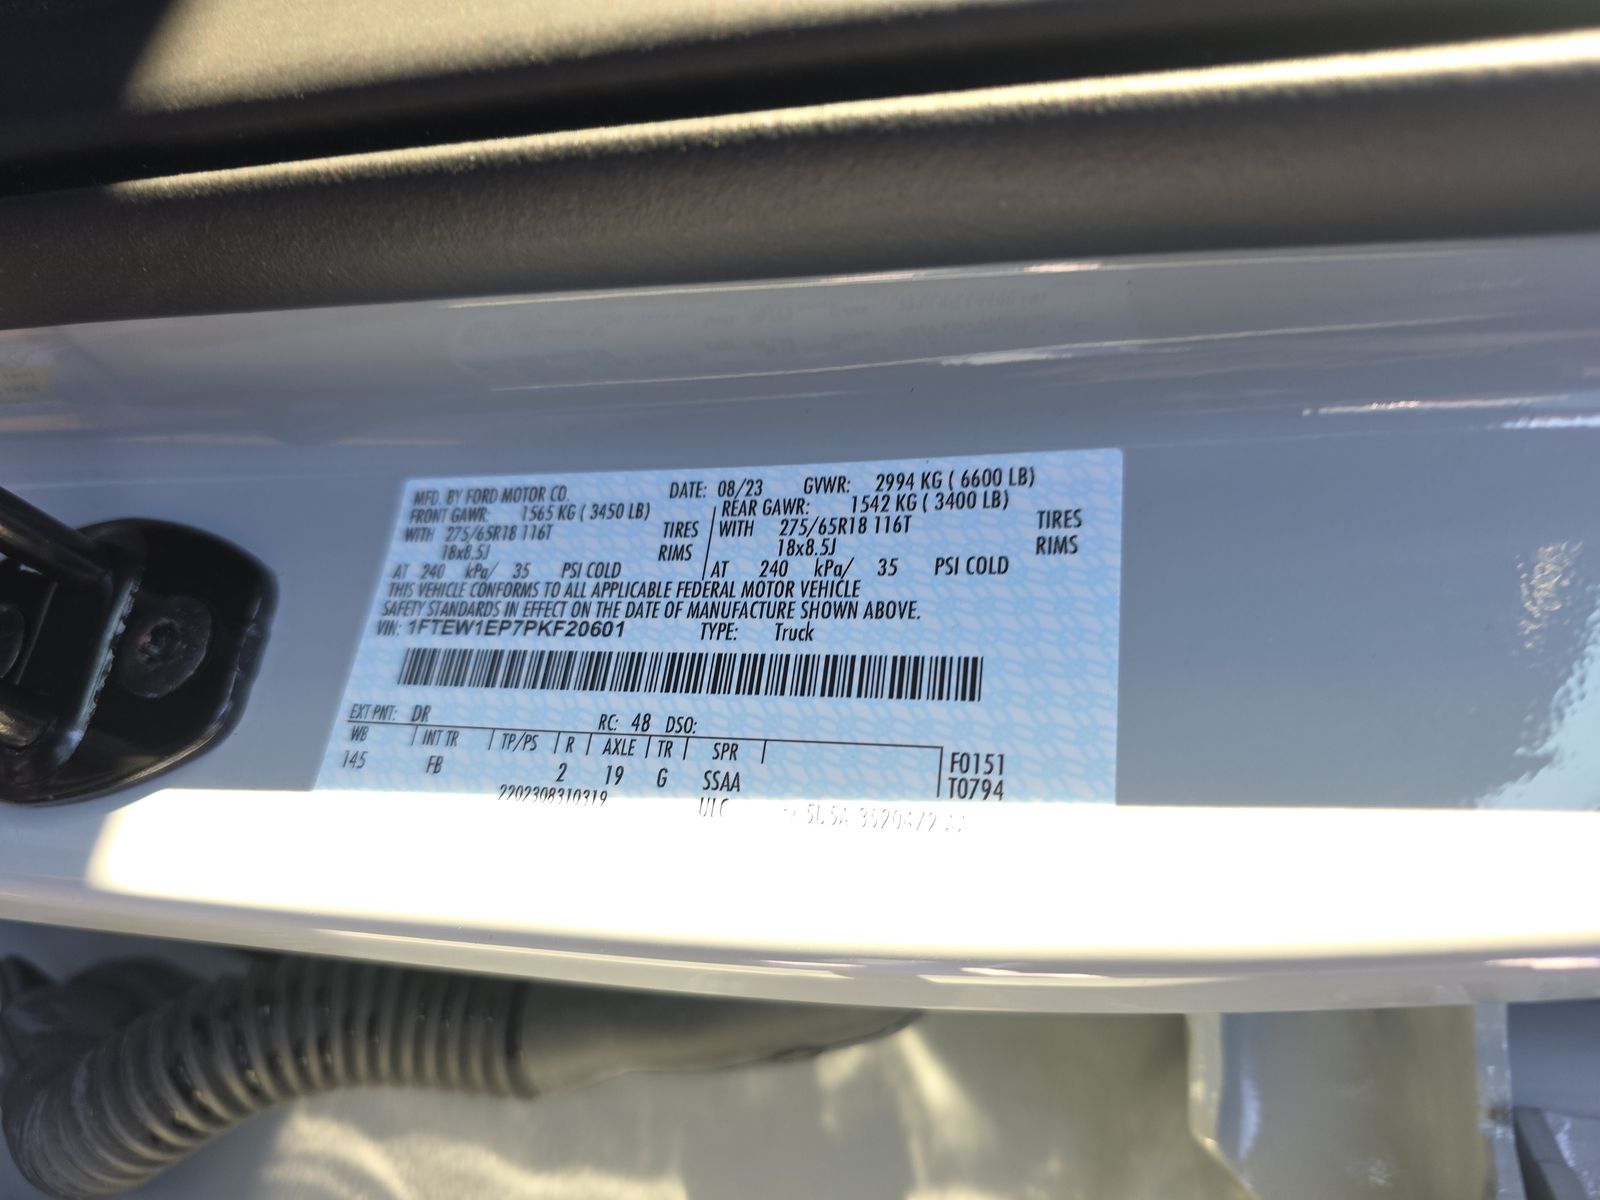 MFD. BY FORD MOTOR CO. DATE: 08/23 GVWR: 2994 KG ( 6600 LB)
FRONT GAWR: 1565 KG ( 3450 LB) REAR GAWR: 1542 KG ( 3400 LB)
WITH 275/65R18 116T TIRES WITH 275/65R18 116T TIRES
18x8.5J RIMS 18x8.5J RIMS
AT 240 kPa/ 35 PSI COLD AT 240 kPa/ 35 PSI COLD
THIS VEHICLE CONFORMS TO ALL APPLICABLE FEDERAL MOTOR VEHICLE
SAFETY STANDARDS IN EFFECT ON THE DATE OF MANUFACTURE SHOWN ABOVE.
VIN: 1FTEW1EP7PKF20601 TYPE: Truck
EXT PNT: DR RC: 48 DSO:
WB INT TR TP/PS R AXLE TR SPR F0151
145 FB 2 19 G SSAA T0794
2202308310319